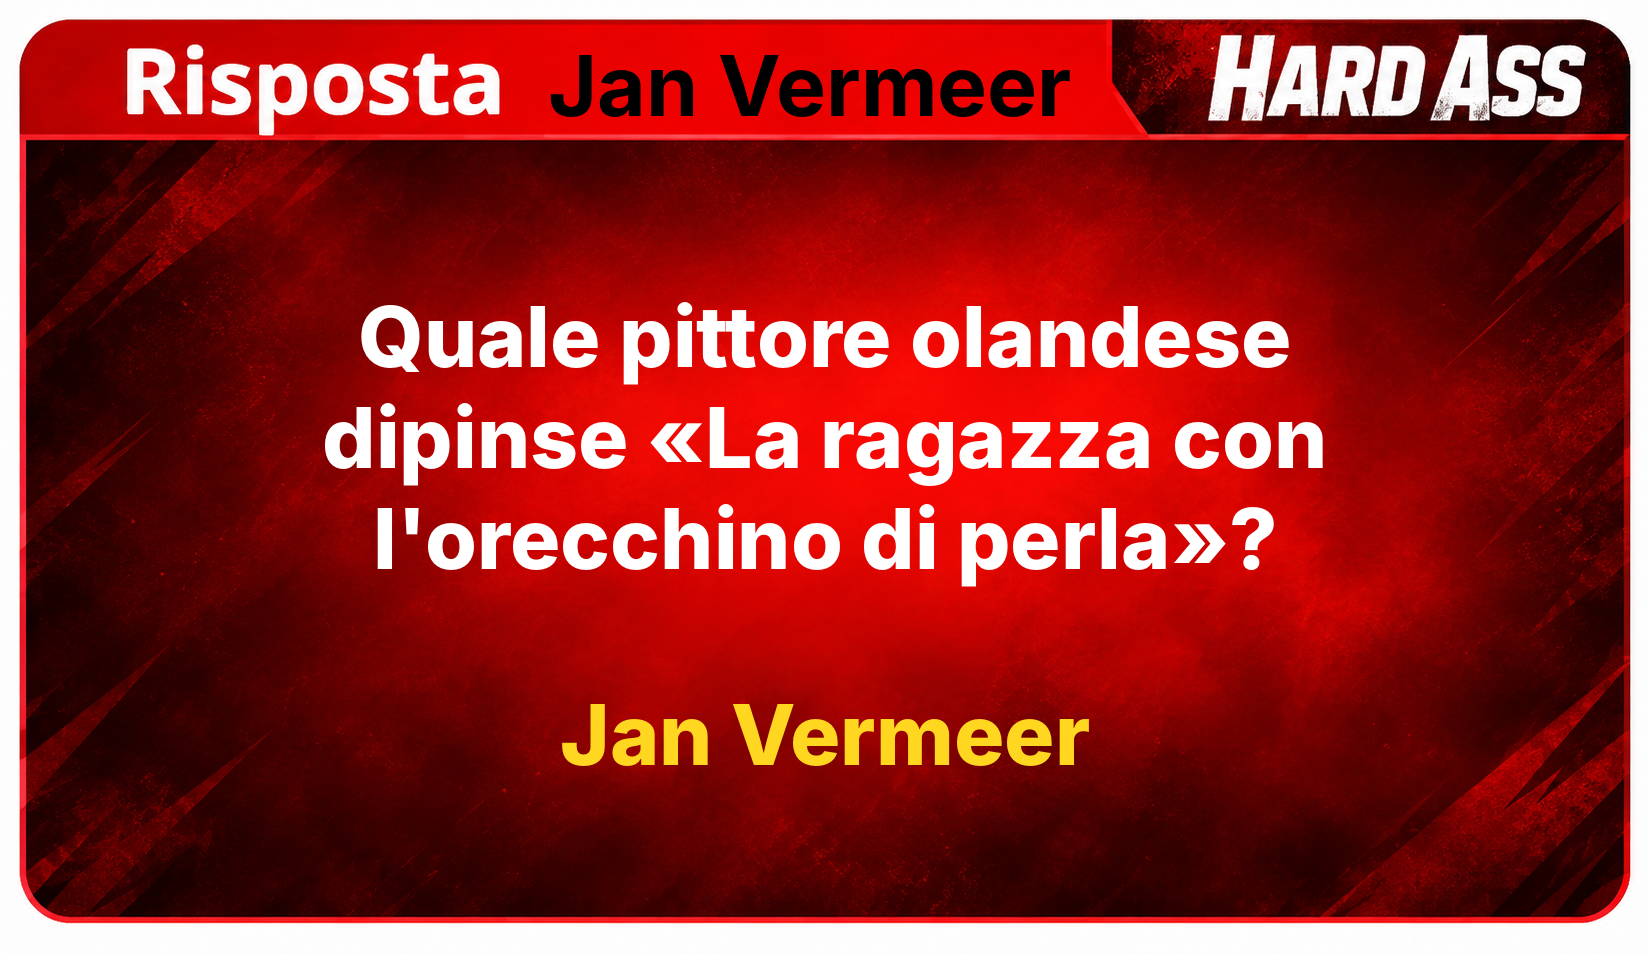 Risposta Jan Vermeer HARD ASS
Quale pittore olandese
dipinse «La ragazza con
l'orecchino di perla»?
Jan Vermeer